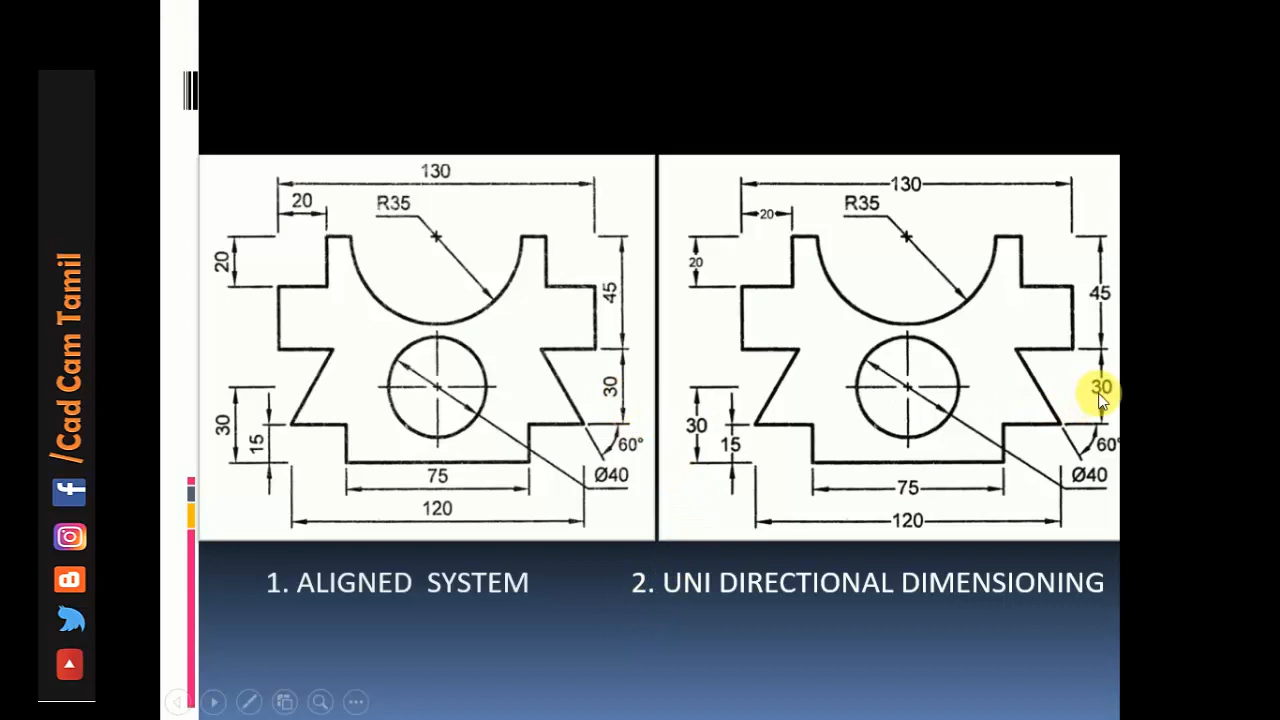 /Cad Cam Tamil
130
20
R35
20
45
30
30
15
60°
Ø40
75
120
130
20
R35
20
45
30
30
15
60°
Ø40
75
120
1. ALIGNED SYSTEM
2. UNI DIRECTIONAL DIMENSIONING